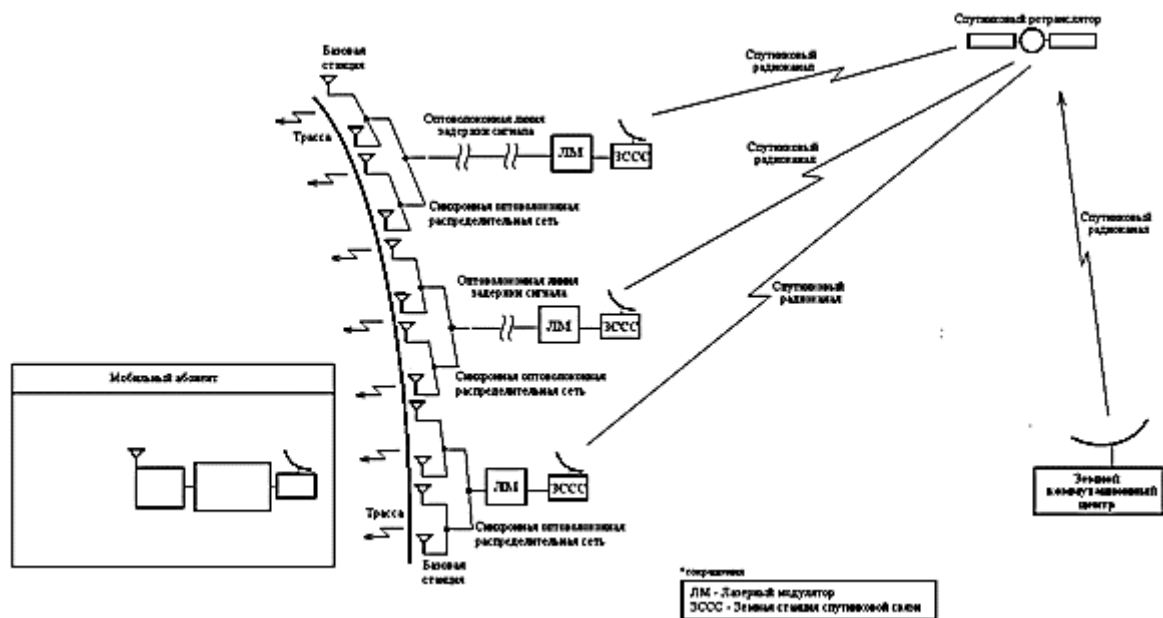 Спутниковый ретранслятор
Базовая
станция
Спутниковый
радиоканал
Оптоволоконная линия
задержки сигнала
Трасса
ЛМ
ЗССС
Спутниковый
радиоканал
Синхронная оптоволоконная
распределительная сеть
Спутниковый
радиоканал
Оптоволоконная линия
задержки сигнала
Спутниковый
радиоканал
ЛМ
ЗССС
Мобильный абонент
Синхронная оптоволоконная
распределительная сеть
ЛМ
ЗССС
Земной
коммутационный
центр
Трасса
Синхронная оптоволоконная
распределительная сеть
Базовая
станция
*сокращения
ЛМ - Лазерный модулятор
ЗССС - Земная станция спутниковой связи